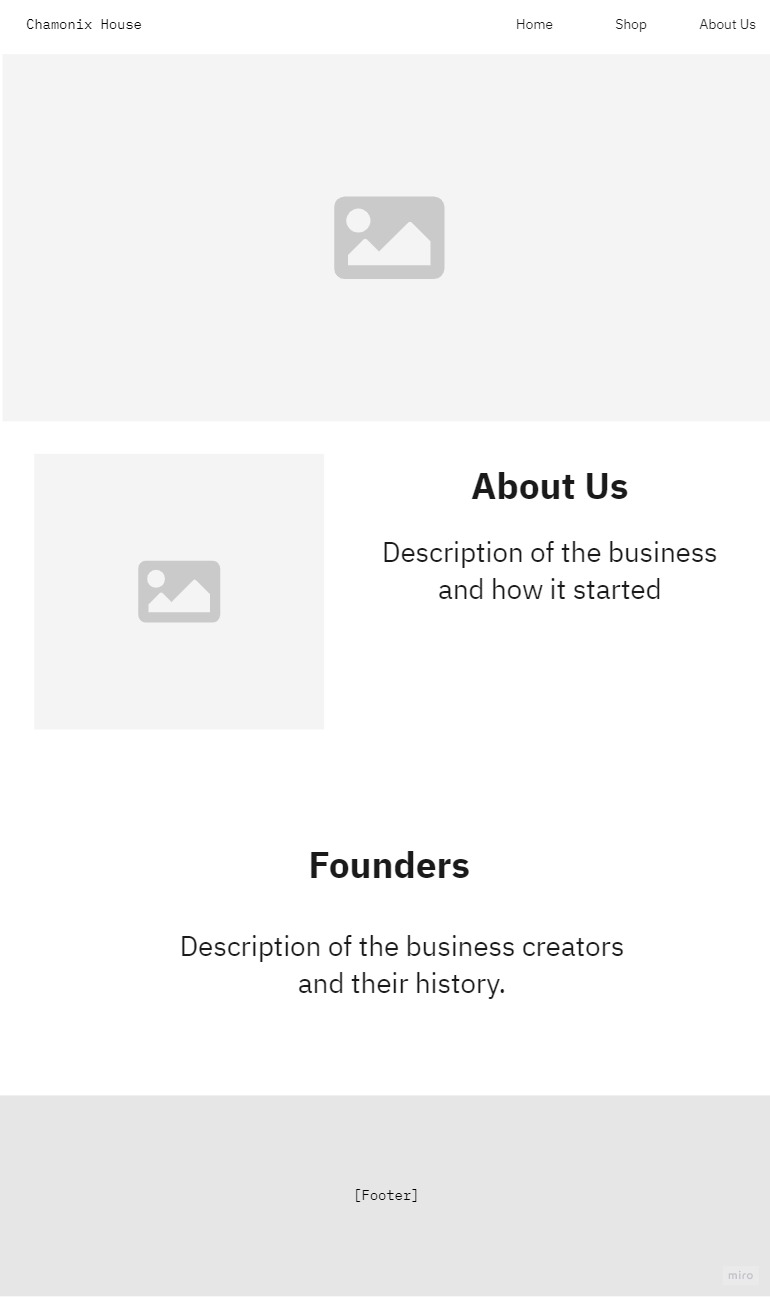 Chamonix House
Home
Shop
About Us
About Us
Description of the business
and how it started
Founders
Description of the business creators
and their history.
[Footer]
miro